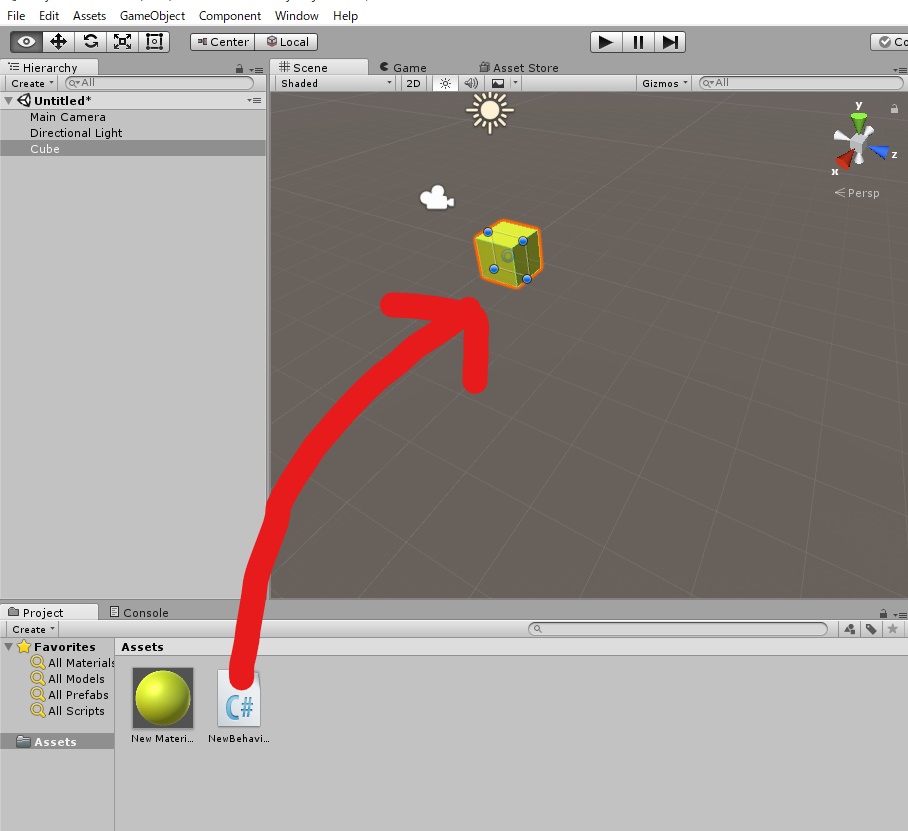 File Edit Assets GameObject Component Window Help
Center Local
Hierarchy Scene Game Asset Store
Create All Shaded 2D Gizmos All
Untitled*
Main Camera
Directional Light
Cube
y
z
x
Persp
Project Console
Create
Favorites Assets
All Materials
All Models
All Prefabs
All Scripts
C#
New Materi... NewBehavi...
Assets